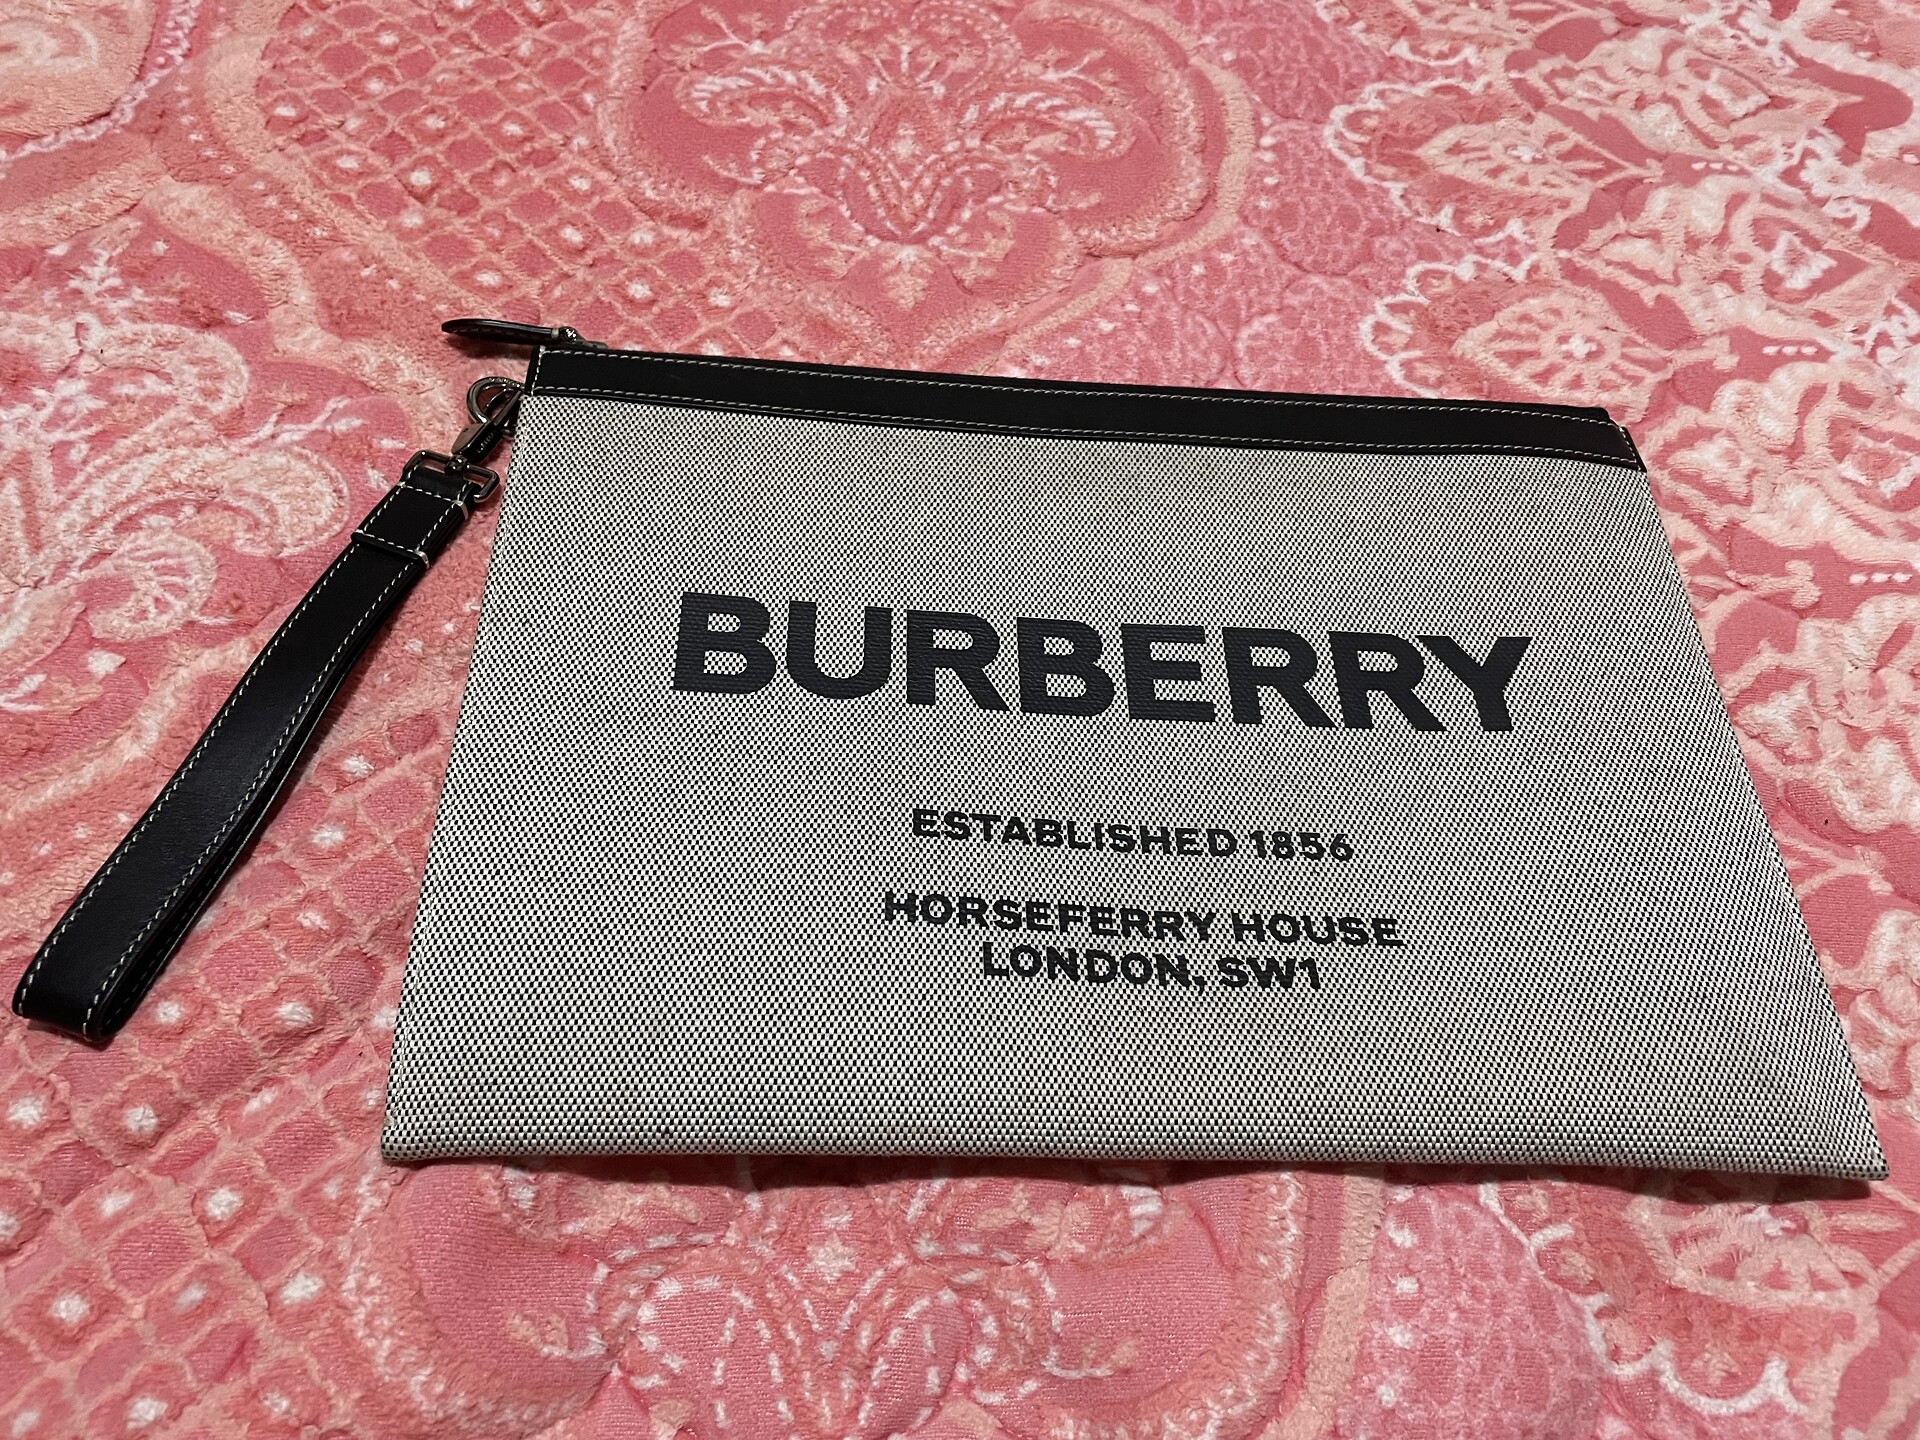 BURBERRY
ESTABLISHED 1856
HORSEFERRY HOUSE
LONDON, SW1